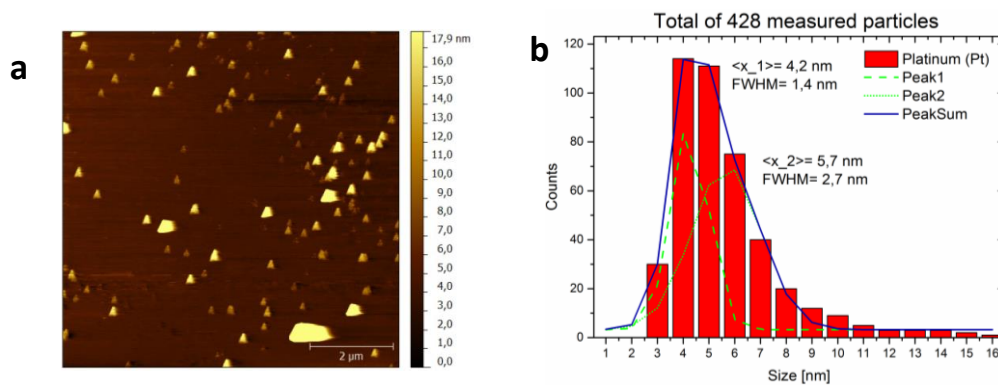 a
17,9 nm
16,0
15,0
14,0
13,0
12,0
11,0
10,0
9,0
8,0
7,0
6,0
5,0
4,0
3,0
2,0
1,0
0,0
2 µm
b
Total of 428 measured particles
<x_1>= 4,2 nm
FWHM= 1,4 nm
Platinum (Pt)
Peak1
Peak2
PeakSum
<x_2>= 5,7 nm
FWHM= 2,7 nm
Counts
120
100
80
60
40
20
0
1 2 3 4 5 6 7 8 9 10 11 12 13 14 15 16
Size [nm]